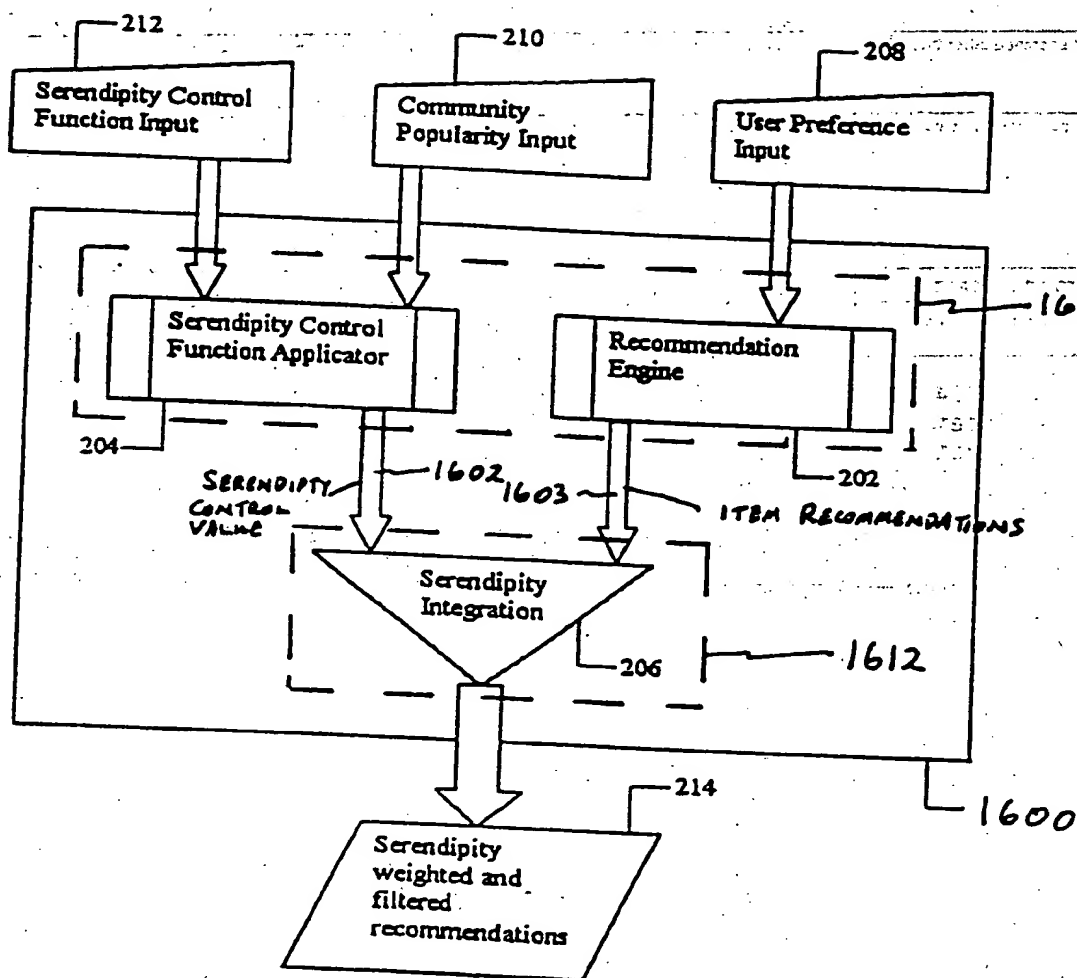 212
210
208
Serendipity Control
Function Input
Community
Popularity Input
User Preference
Input
16
Serendipity Control
Function Applicator
Recommendation
Engine
204
202
SERENDIPTY
CONTROL
VALUE
1602
1603
ITEM RECOMMENDATIONS
Serendipity
Integration
206
1612
214
1600
Serendipity
weighted and
filtered
recommendations